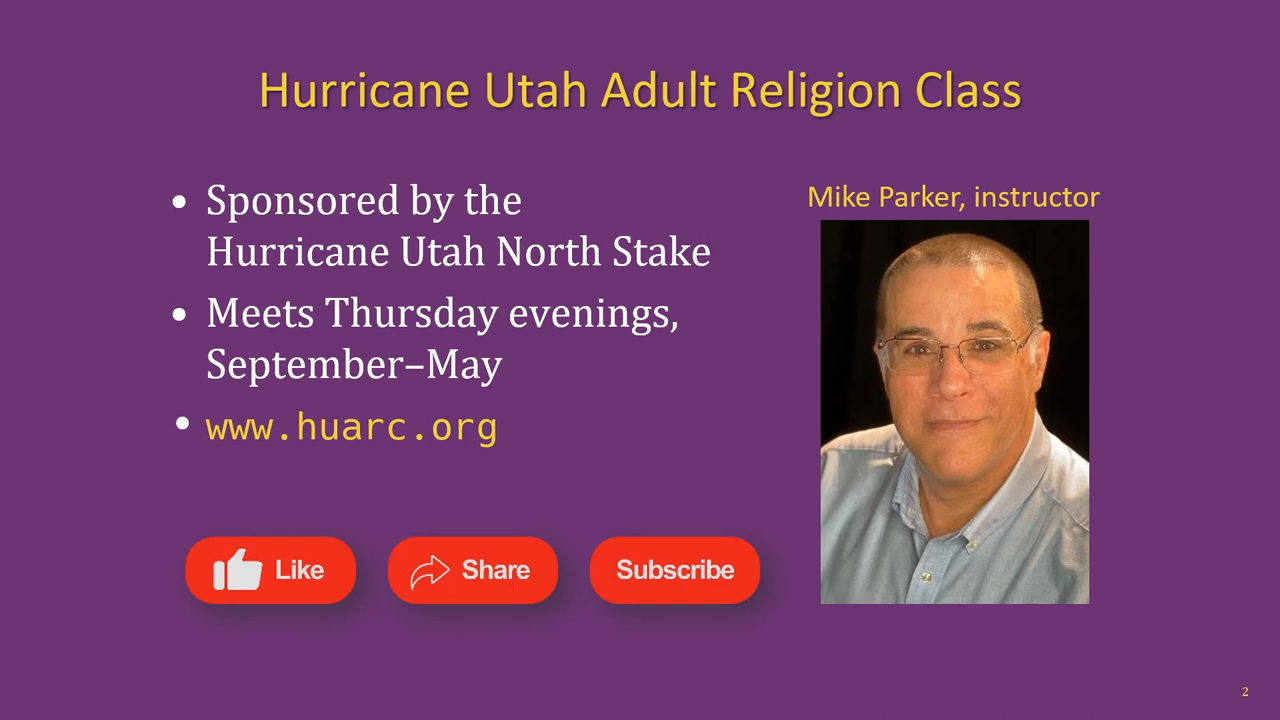 Hurricane Utah Adult Religion Class
• Sponsored by the
Hurricane Utah North Stake
• Meets Thursday evenings,
September–May
• www.huarc.org
Mike Parker, instructor
Like
Share
Subscribe
2